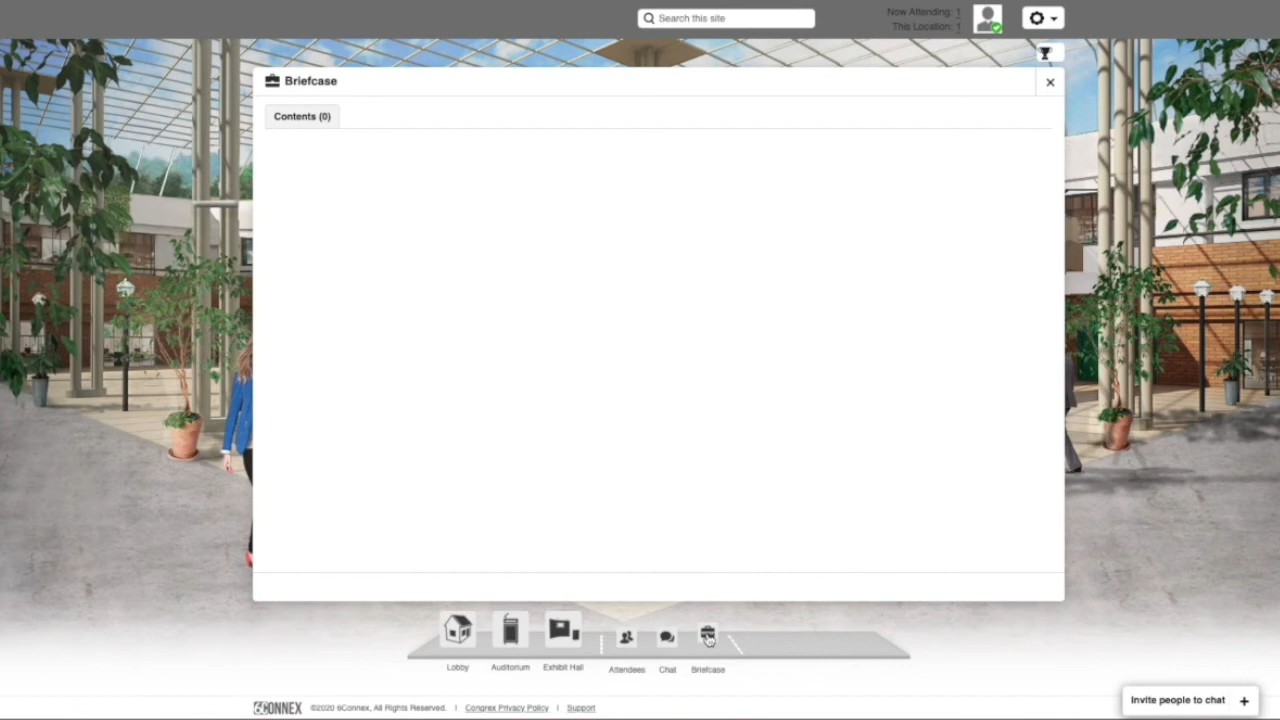 Search this site
Now Attending: 1
This Location: 1
Briefcase
Contents (0)
Lobby
Auditorium
Exhibit Hall
Attendees
Chat
Briefcase
6CONNEX ©2020 6Connex, All Rights Reserved. | Congrex Privacy Policy | Support
Invite people to chat +